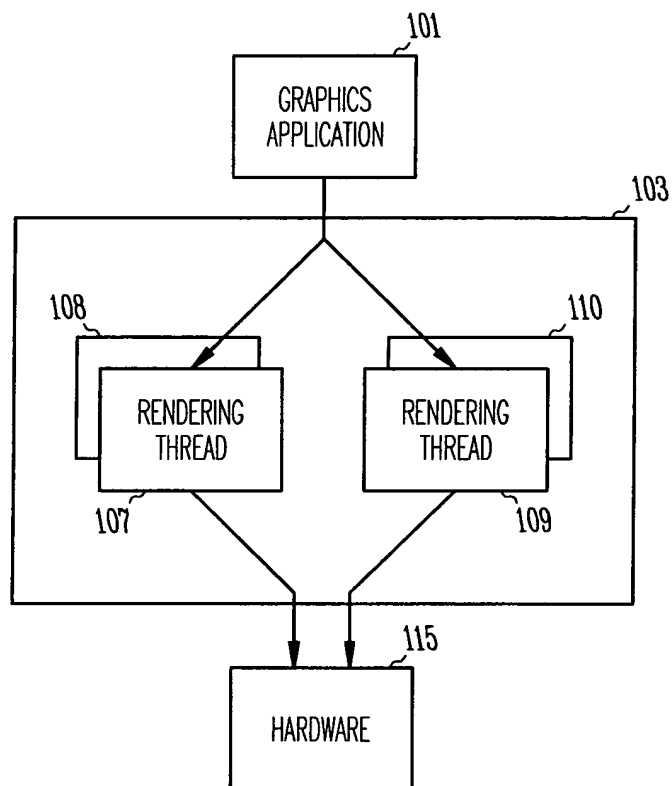 101
GRAPHICS
APPLICATION
103
108
110
RENDERING
THREAD
RENDERING
THREAD
107
109
115
HARDWARE